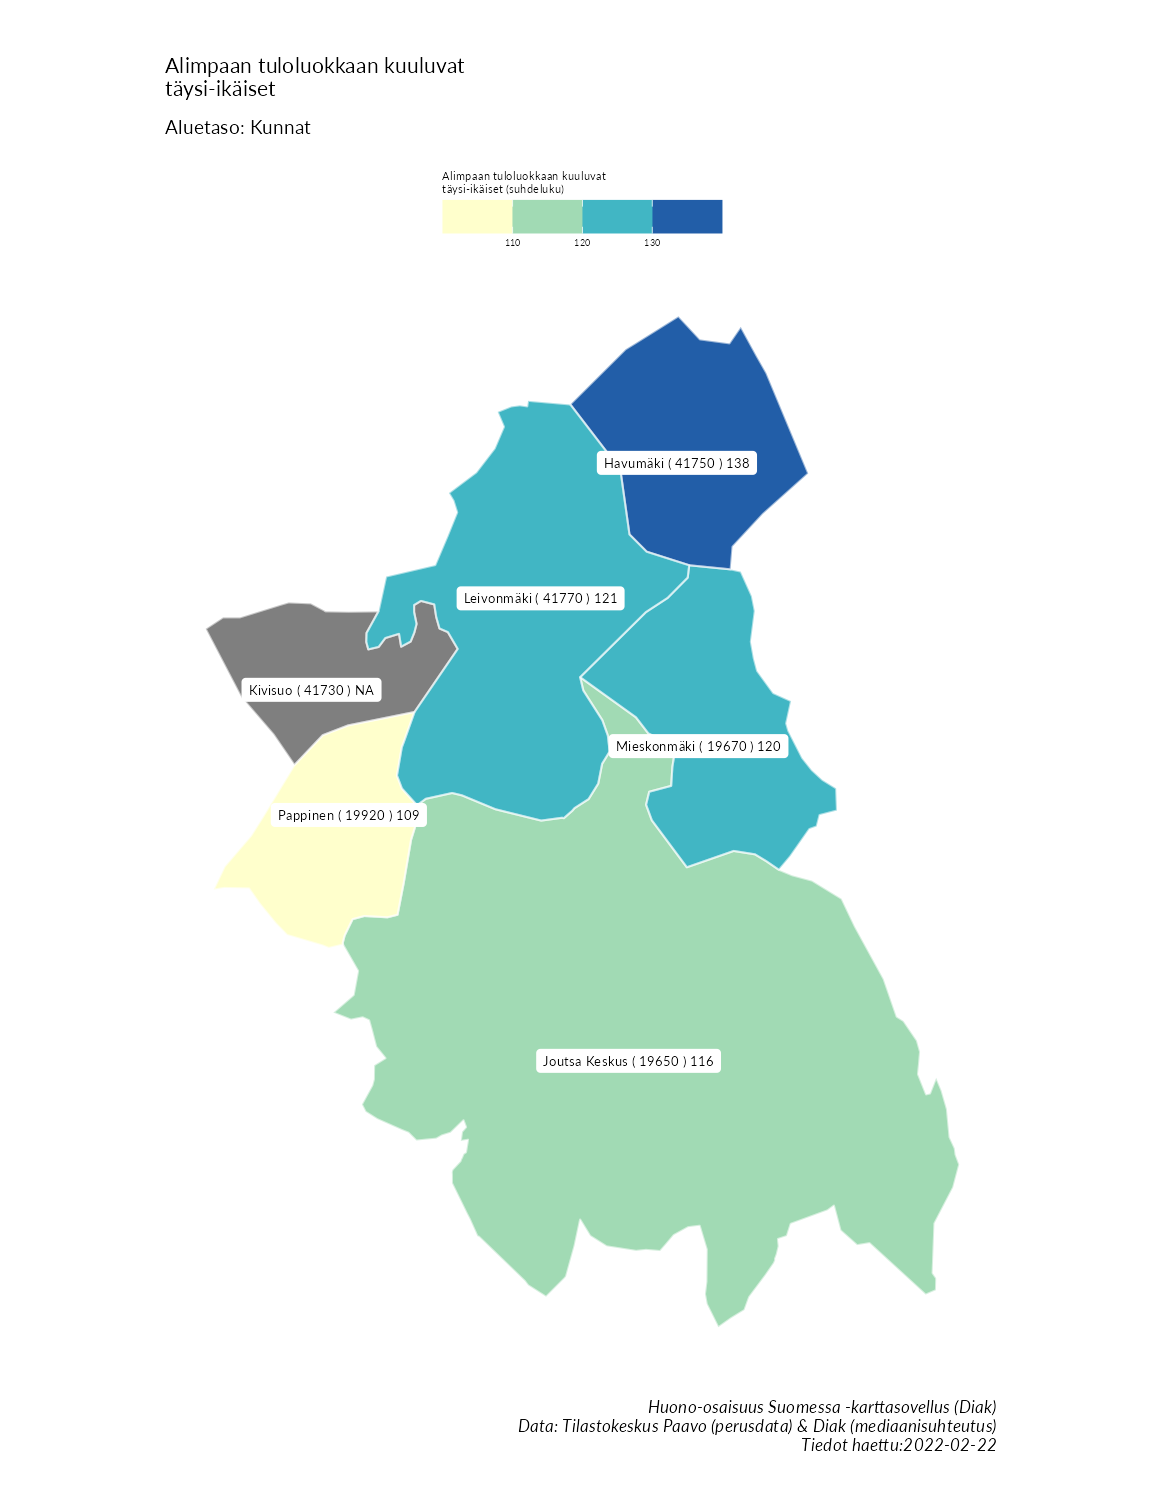 Alimpaan tuloluokkaan kuuluvat
täysi-ikäiset
Aluetaso: Kunnat
Alimpaan tuloluokkaan kuuluvat
täysi-ikäiset (suhdeluku)
110 120 130
Havumäki ( 41750 ) 138
Leivonmäki ( 41770 ) 121
Kivisuo ( 41730 ) NA
Mieskonmäki ( 19670 ) 120
Pappinen ( 19920 ) 109
Joutsa Keskus ( 19650 ) 116
Huono-osaisuus Suomessa -karttasovellus (Diak)
Data: Tilastokeskus Paavo (perusdata) & Diak (mediaanisuhteutus)
Tiedot haettu:2022-02-22